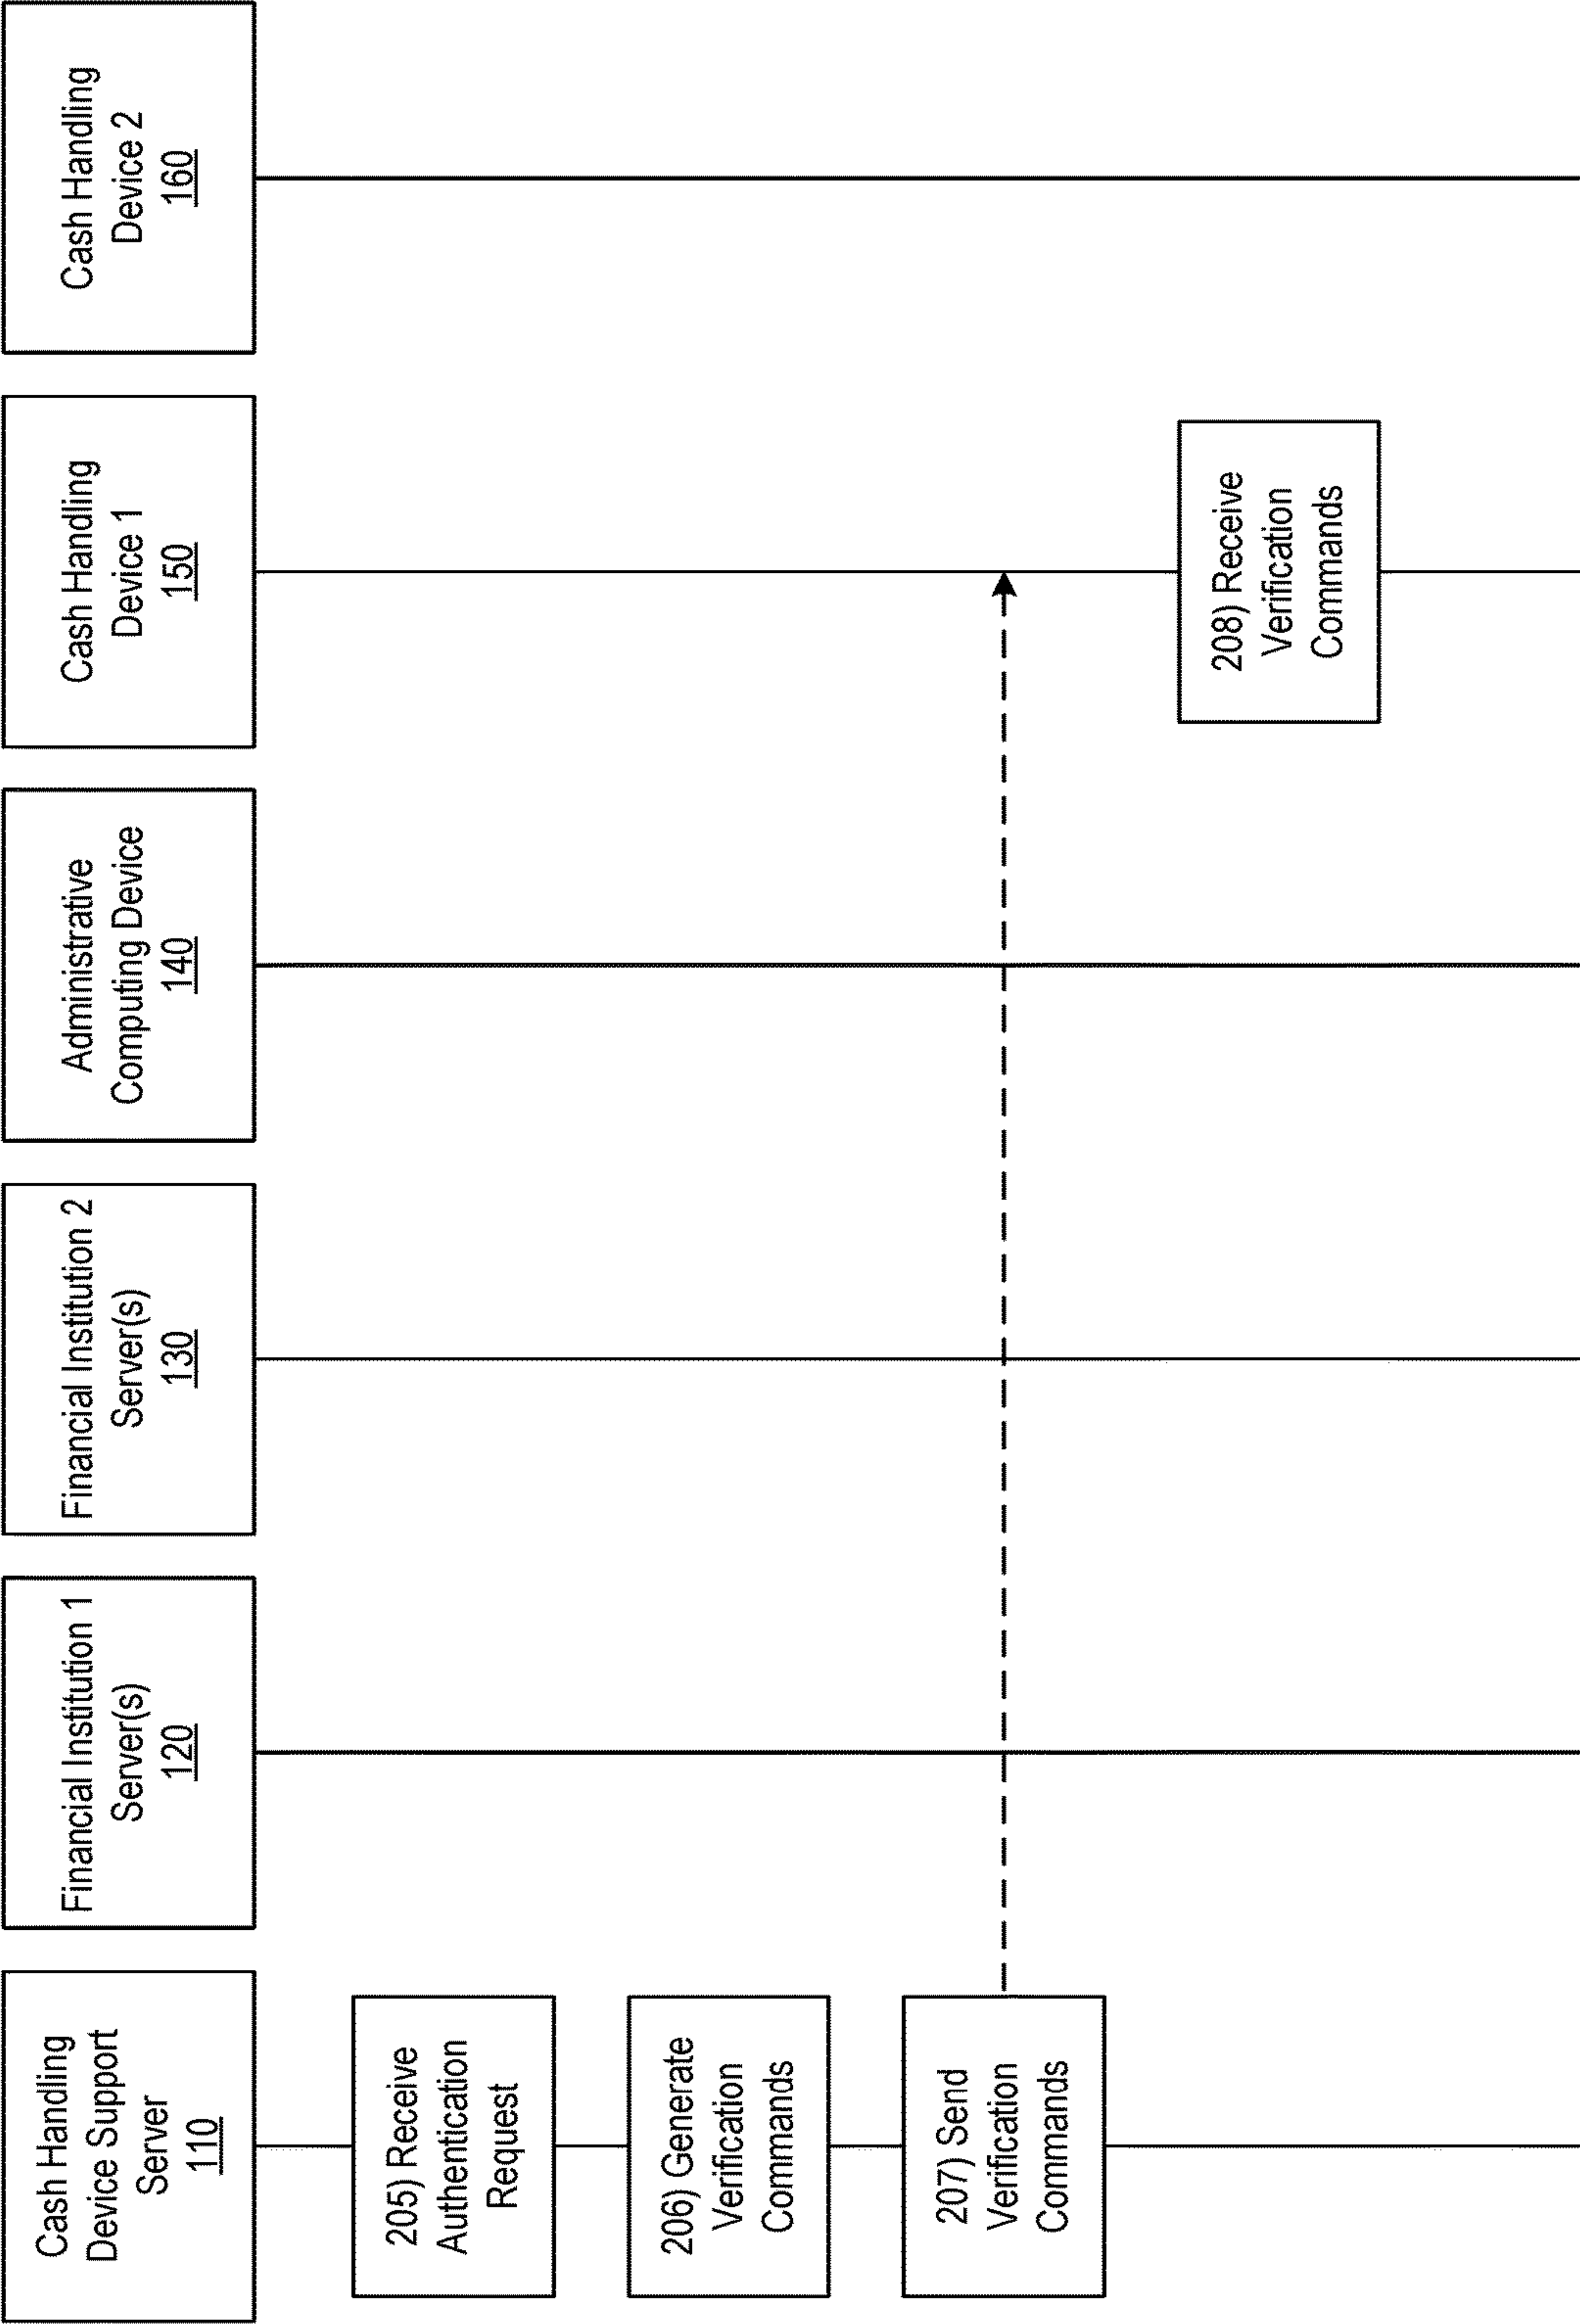 Cash Handling
Device Support
Server
110
Financial Institution 1
Server(s)
120
Financial Institution 2
Server(s)
130
Administrative
Computing Device
140
Cash Handling
Device 1
150
Cash Handling
Device 2
160
205) Receive
Authentication
Request
206) Generate
Verification
Commands
207) Send
Verification
Commands
208) Receive
Verification
Commands